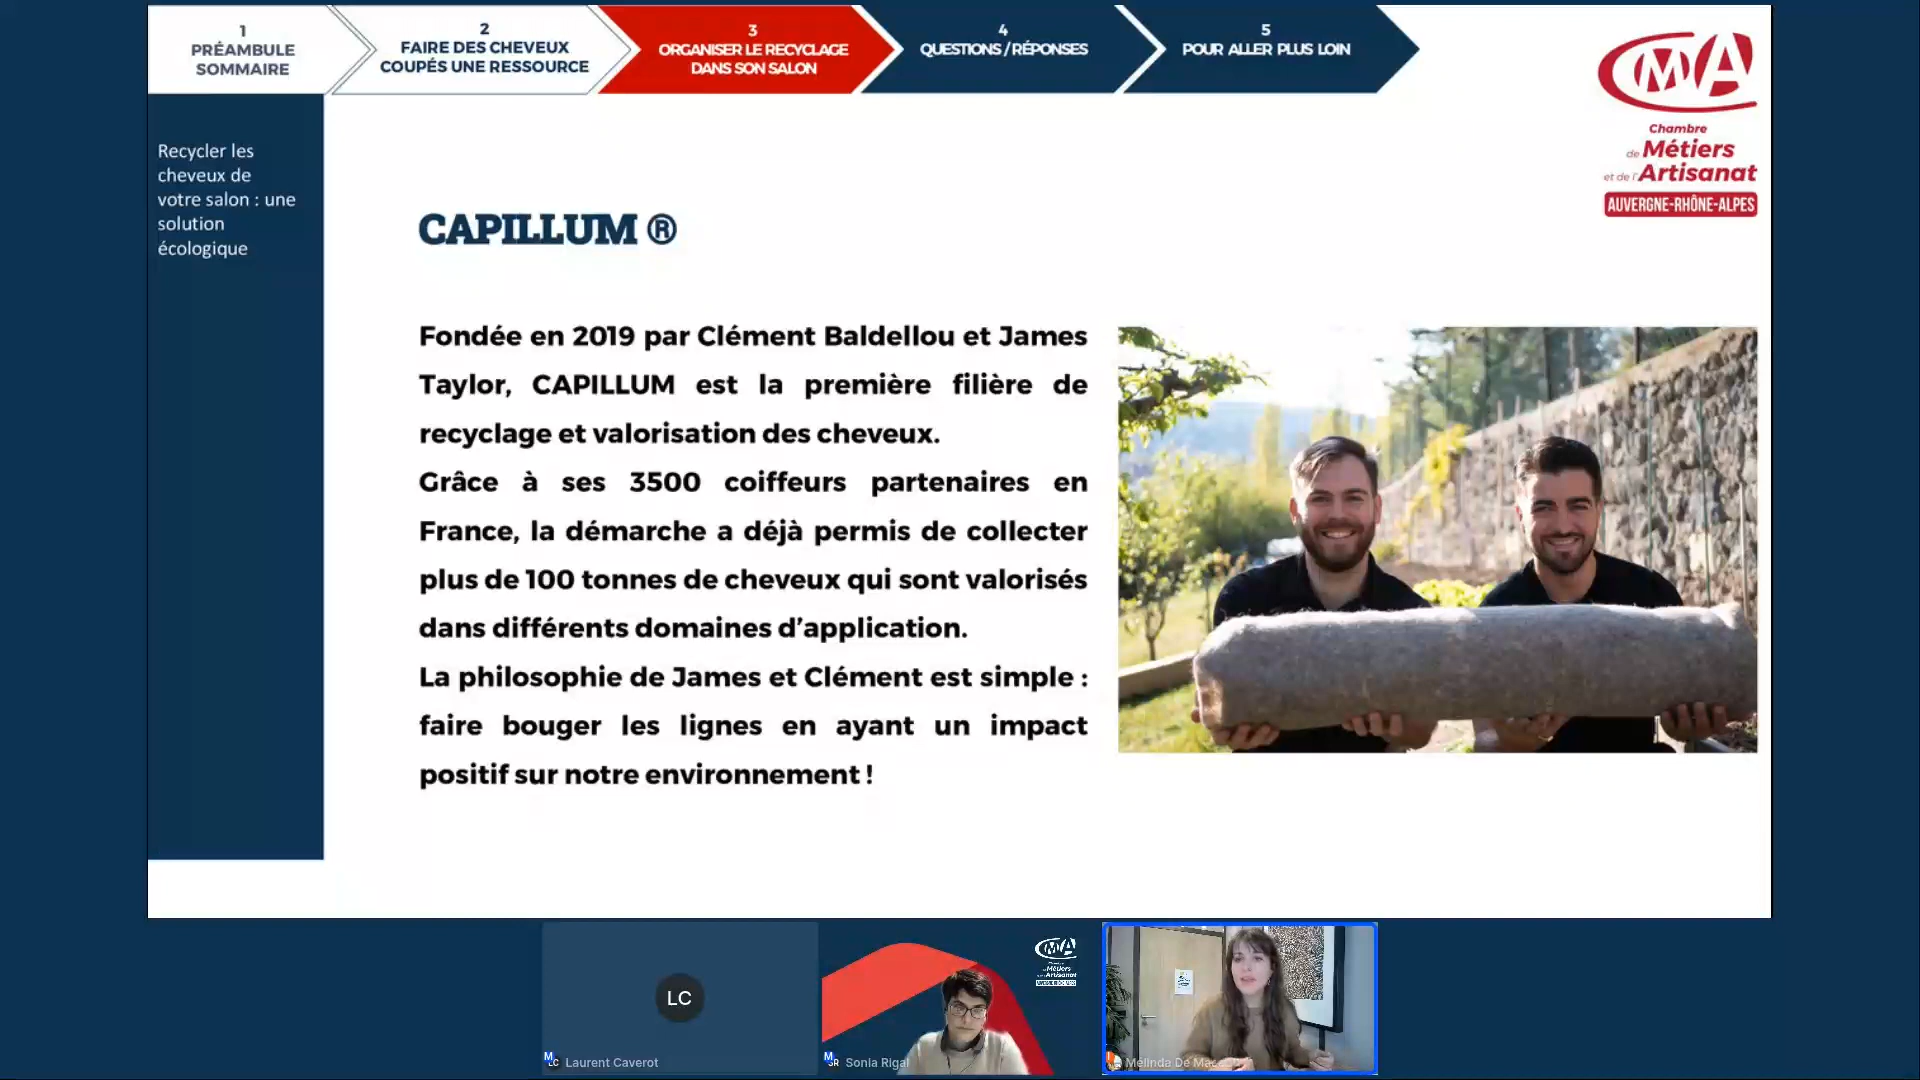 1
PRÉAMBULE
SOMMAIRE
2
FAIRE DES CHEVEUX
COUPÉS UNE RESSOURCE
3
ORGANISER LE RECYCLAGE
DANS SON SALON
4
QUESTIONS / RÉPONSES
5
POUR ALLER PLUS LOIN
CMA
Chambre
de Métiers
et de l'Artisanat
AUVERGNE-RHÔNE-ALPES
Recycler les
cheveux de
votre salon : une
solution
écologique
CAPILLUM ®
Fondée en 2019 par Clément Baldellou et James
Taylor, CAPILLUM est la première filière de
recyclage et valorisation des cheveux.
Grâce à ses 3500 coiffeurs partenaires en
France, la démarche a déjà permis de collecter
plus de 100 tonnes de cheveux qui sont valorisés
dans différents domaines d’application.
La philosophie de James et Clément est simple :
faire bouger les lignes en ayant un impact
positif sur notre environnement !
LC
Laurent Caverot
CMA
Sonia Rigal
Mélinda De